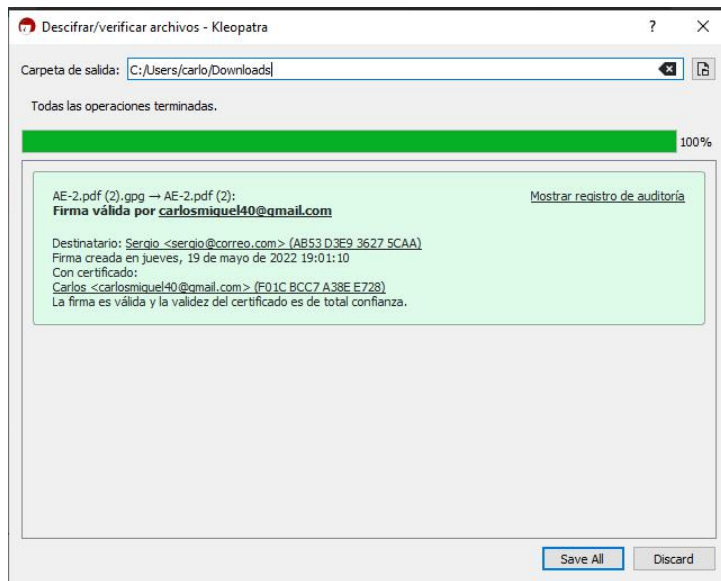 Descifrar/verificar archivos - Kleopatra
Carpeta de salida: C:/Users/carlo/Downloads
Todas las operaciones terminadas.
100%
AE-2.pdf (2).gpg → AE-2.pdf (2):
Mostrar registro de auditoría
Firma válida por carlosmiguel40@gmail.com
Destinatario: Sergio <sergio@correo.com> (AB53 D3E9 3627 5CAA)
Firma creada en jueves, 19 de mayo de 2022 19:01:10
Con certificado:
Carlos <carlosmiguel40@gmail.com> (F01C BCC7 A38E E728)
La firma es válida y la validez del certificado es de total confianza.
Save All
Discard